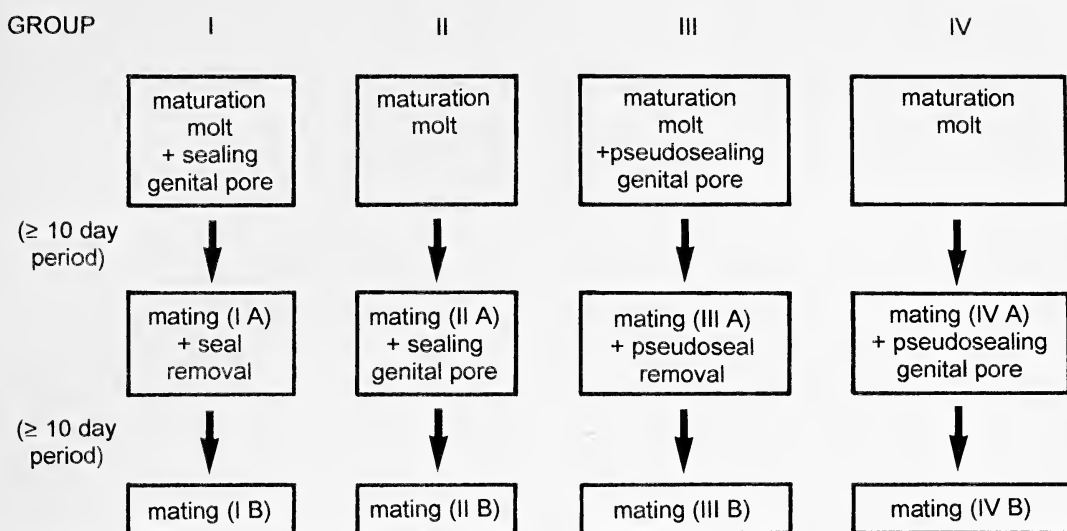 GROUP I II III IV
maturation
molt
+ sealing
genital pore
maturation
molt
maturation
molt
+pseudosealing
genital pore
maturation
molt
(≥ 10 day
period)
mating (I A)
+ seal
removal
mating (II A)
+ sealing
genital pore
mating (III A)
+ pseudoseal
removal
mating (IV A)
+ pseudosealing
genital pore
(≥ 10 day
period)
mating (I B)
mating (II B)
mating (III B)
mating (IV B)